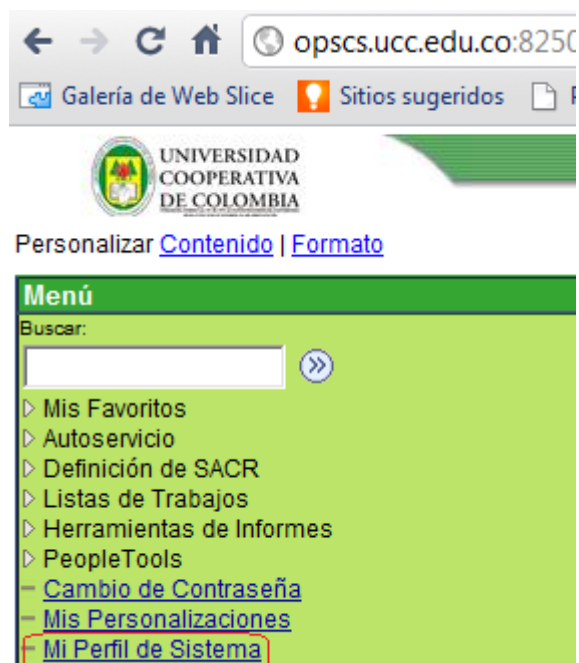 opscs.ucc.edu.co:8250
Galería de Web Slice Sitios sugeridos
UNIVERSIDAD
COOPERATIVA
DE COLOMBIA
Personalizar Contenido | Formato
Menú
Buscar:
Mis Favoritos
Autoservicio
Definición de SACR
Listas de Trabajos
Herramientas de Informes
PeopleTools
Cambio de Contraseña
Mis Personalizaciones
Mi Perfil de Sistema